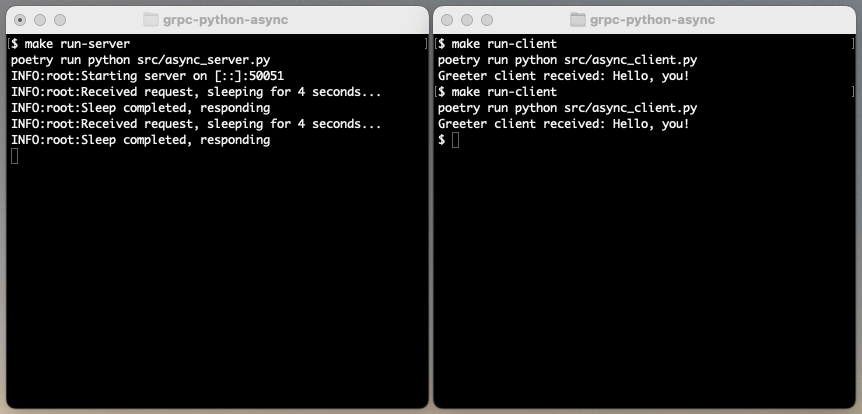 grpc-python-async
[$ make run-server ]
poetry run python src/async_server.py
INFO:root:Starting server on [::]:50051
INFO:root:Received request, sleeping for 4 seconds...
INFO:root:Sleep completed, responding
INFO:root:Received request, sleeping for 4 seconds...
INFO:root:Sleep completed, responding
grpc-python-async
[$ make run-client ]
poetry run python src/async_client.py
Greeter client received: Hello, you!
[$ make run-client ]
poetry run python src/async_client.py
Greeter client received: Hello, you!
$